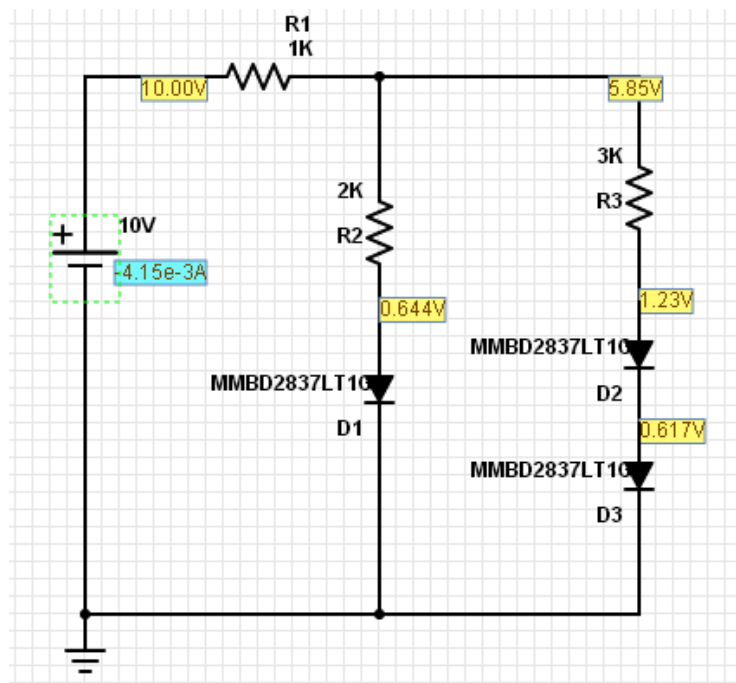 R1
1K
10.00V
5.85V
3K
R3
2K
R2
10V
-4.15e-3A
0.644V
1.23V
MMBD2837LT1G
D2
MMBD2837LT1G
D1
0.617V
MMBD2837LT1G
D3